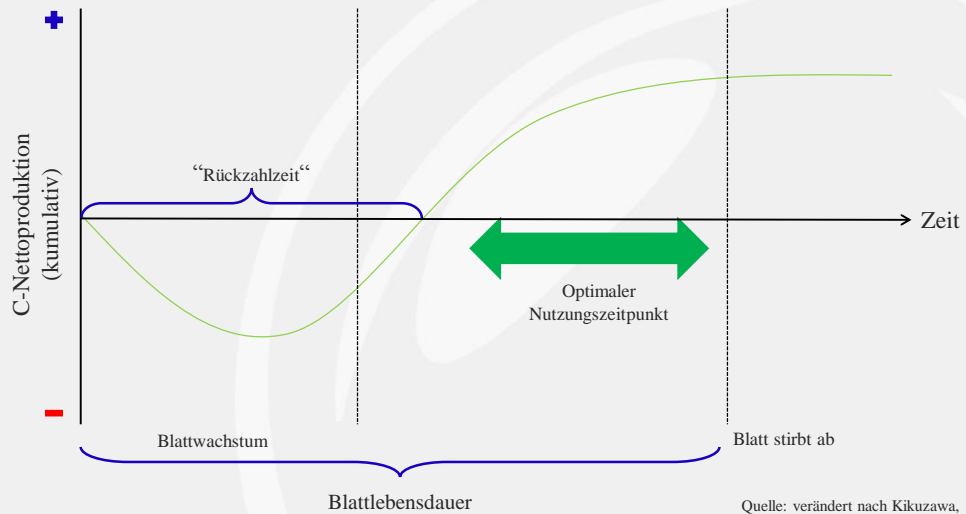 +
C-Nettoproduktion
(kumulativ)
“Rückzahlzeit“
Zeit
Optimaler
Nutzungszeitpunkt
−
Blattwachstum
Blatt stirbt ab
Blattlebensdauer
Quelle: verändert nach Kikuzawa,